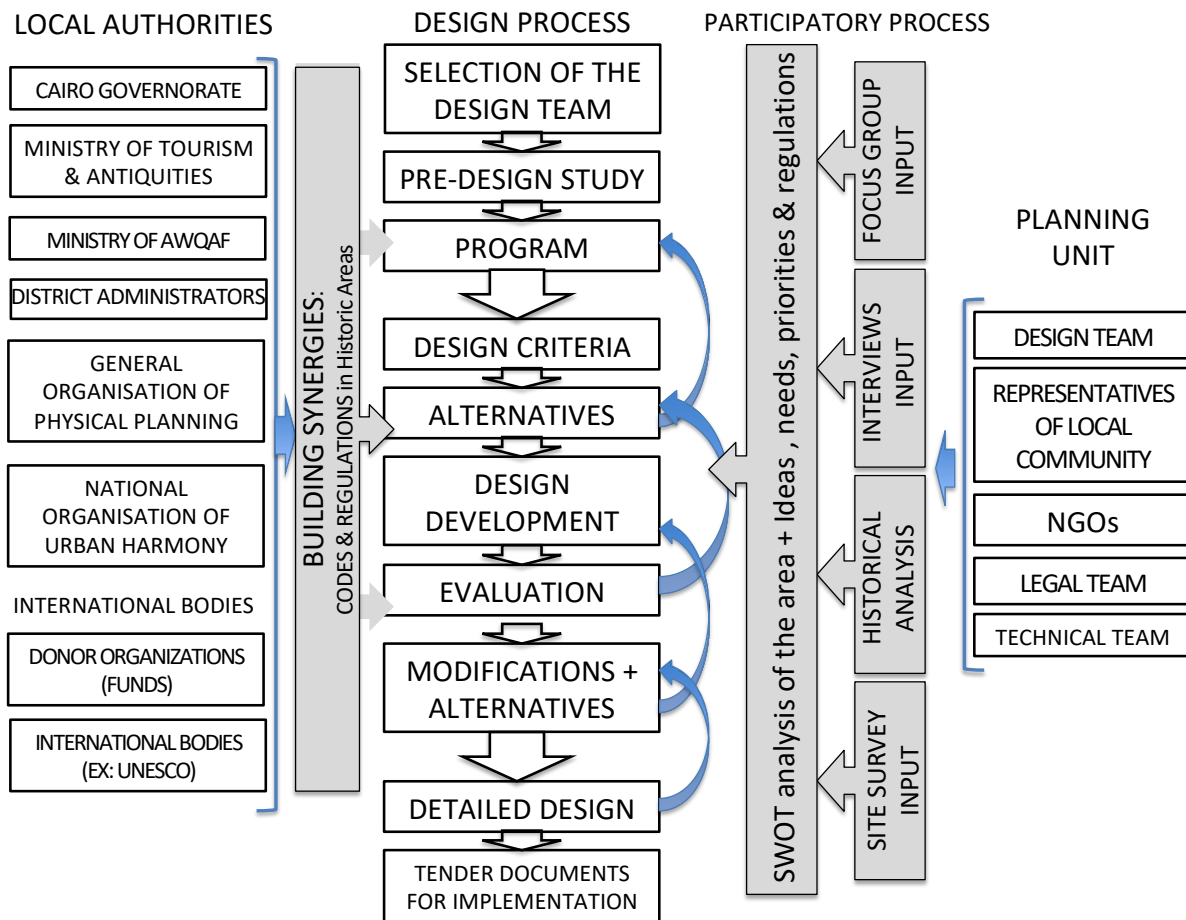 LOCAL AUTHORITIES
CAIRO GOVERNORATE
MINISTRY OF TOURISM
& ANTIQUITIES
MINISTRY OF AWQAF
DISTRICT ADMINISTRATORS
GENERAL
ORGANISATION OF
PHYSICAL PLANNING
NATIONAL
ORGANISATION OF
URBAN HARMONY
INTERNATIONAL BODIES
DONOR ORGANIZATIONS
(FUNDS)
INTERNATIONAL BODIES
(EX: UNESCO)
BUILDING SYNERGIES:
CODES & REGULATIONS in Historic Areas
DESIGN PROCESS
SELECTION OF THE
DESIGN TEAM
PRE-DESIGN STUDY
PROGRAM
DESIGN CRITERIA
ALTERNATIVES
DESIGN
DEVELOPMENT
EVALUATION
MODIFICATIONS +
ALTERNATIVES
DETAILED DESIGN
TENDER DOCUMENTS
FOR IMPLEMENTATION
PARTICIPATORY PROCESS
SWOT analysis of the area + Ideas , needs, priorities & regulations
FOCUS GROUP
INPUT
INTERVIEWS
INPUT
HISTORICAL
ANALYSIS
SITE SURVEY
INPUT
PLANNING
UNIT
DESIGN TEAM
REPRESENTATIVES
OF LOCAL
COMMUNITY
NGOs
LEGAL TEAM
TECHNICAL TEAM